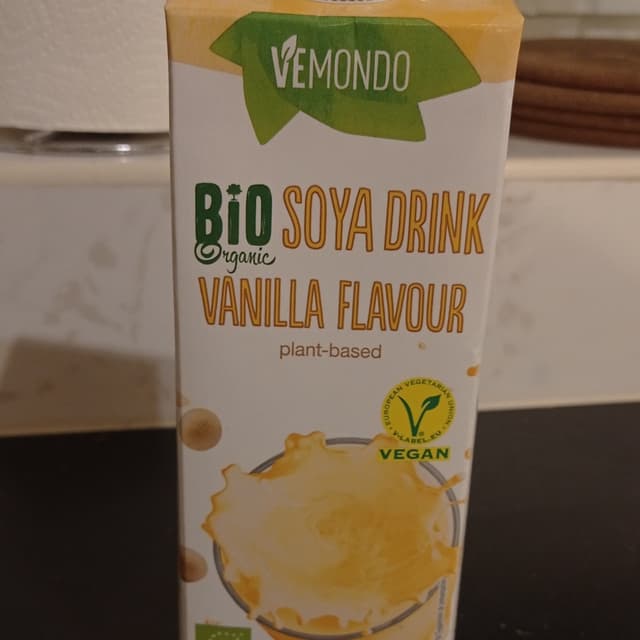 VEMONDO
BiO SOYA DRINK
Organic
VANILLA FLAVOUR
plant-based
EUROPEAN VEGETARIAN UNION
V-LABEL.EU
VEGAN